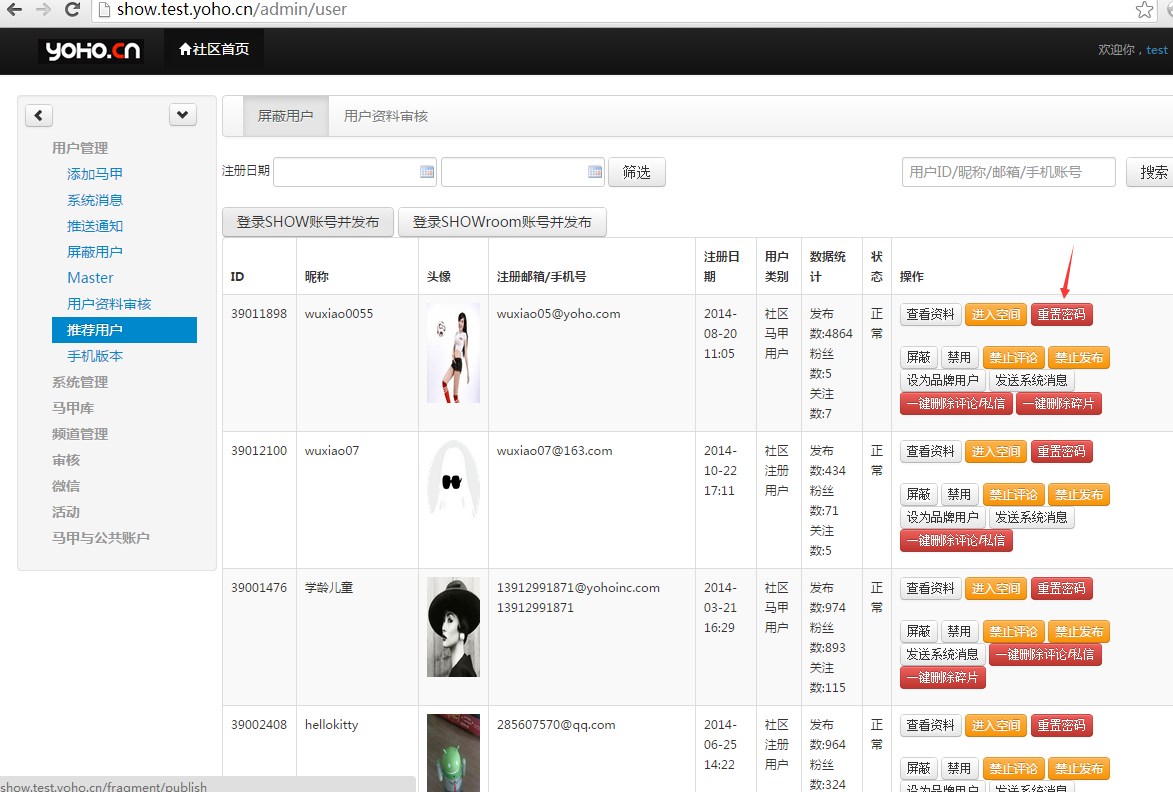 show.test.yoho.cn/admin/user
YOHO.CN
社区首页
欢迎你，test
用户管理
添加马甲
系统消息
推送通知
屏蔽用户
Master
用户资料审核
推荐用户
手机版本
系统管理
马甲库
频道管理
审核
微信
活动
马甲与公共账户
屏蔽用户 用户资料审核
注册日期 筛选 用户ID/昵称/邮箱/手机账号 搜索
登录SHOW账号并发布 登录SHOWroom账号并发布
ID 昵称 头像 注册邮箱/手机号 注册日期 用户类别 数据统计 状态 操作
39011898 wuxiao0055 wuxiao05@yoho.com
2014-08-20 11:05
社区马甲用户
发布数:4864
粉丝数:5
关注数:7
正常
查看资料 进入空间 重置密码
屏蔽 禁用 禁止评论 禁止发布
设为品牌用户 发送系统消息
一键删除评论/私信 一键删除碎片
39012100 wuxiao07 wuxiao07@163.com
2014-10-22 17:11
社区注册用户
发布数:434
粉丝数:71
关注数:5
正常
查看资料 进入空间 重置密码
屏蔽 禁用 禁止评论 禁止发布
设为品牌用户 发送系统消息
一键删除评论/私信
39001476 学龄儿童 13912991871@yohoinc.com
13912991871
2014-03-21 16:29
社区马甲用户
发布数:974
粉丝数:893
关注数:115
正常
查看资料 进入空间 重置密码
屏蔽 禁用 禁止评论 禁止发布
发送系统消息 一键删除评论/私信
一键删除碎片
39002408 hellokitty 285607570@qq.com
2014-06-25 14:22
社区注册用户
发布数:964
粉丝数:324
正常
查看资料 进入空间 重置密码
屏蔽 禁用 禁止评论 禁止发布
设为品牌用户 发送系统消息
show.test.yoho.cn/fragment/publish